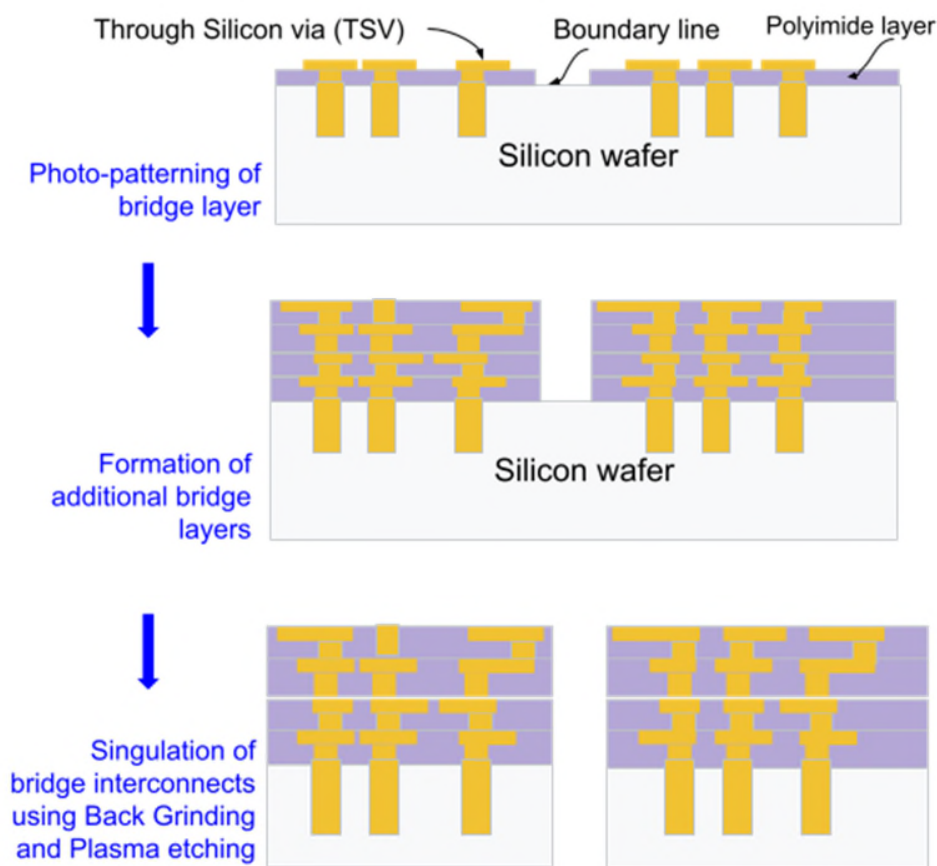 Through Silicon via (TSV)
Boundary line
Polyimide layer
Silicon wafer
Photo-patterning of
bridge layer
Silicon wafer
Formation of
additional bridge
layers
Singulation of
bridge interconnects
using Back Grinding
and Plasma etching